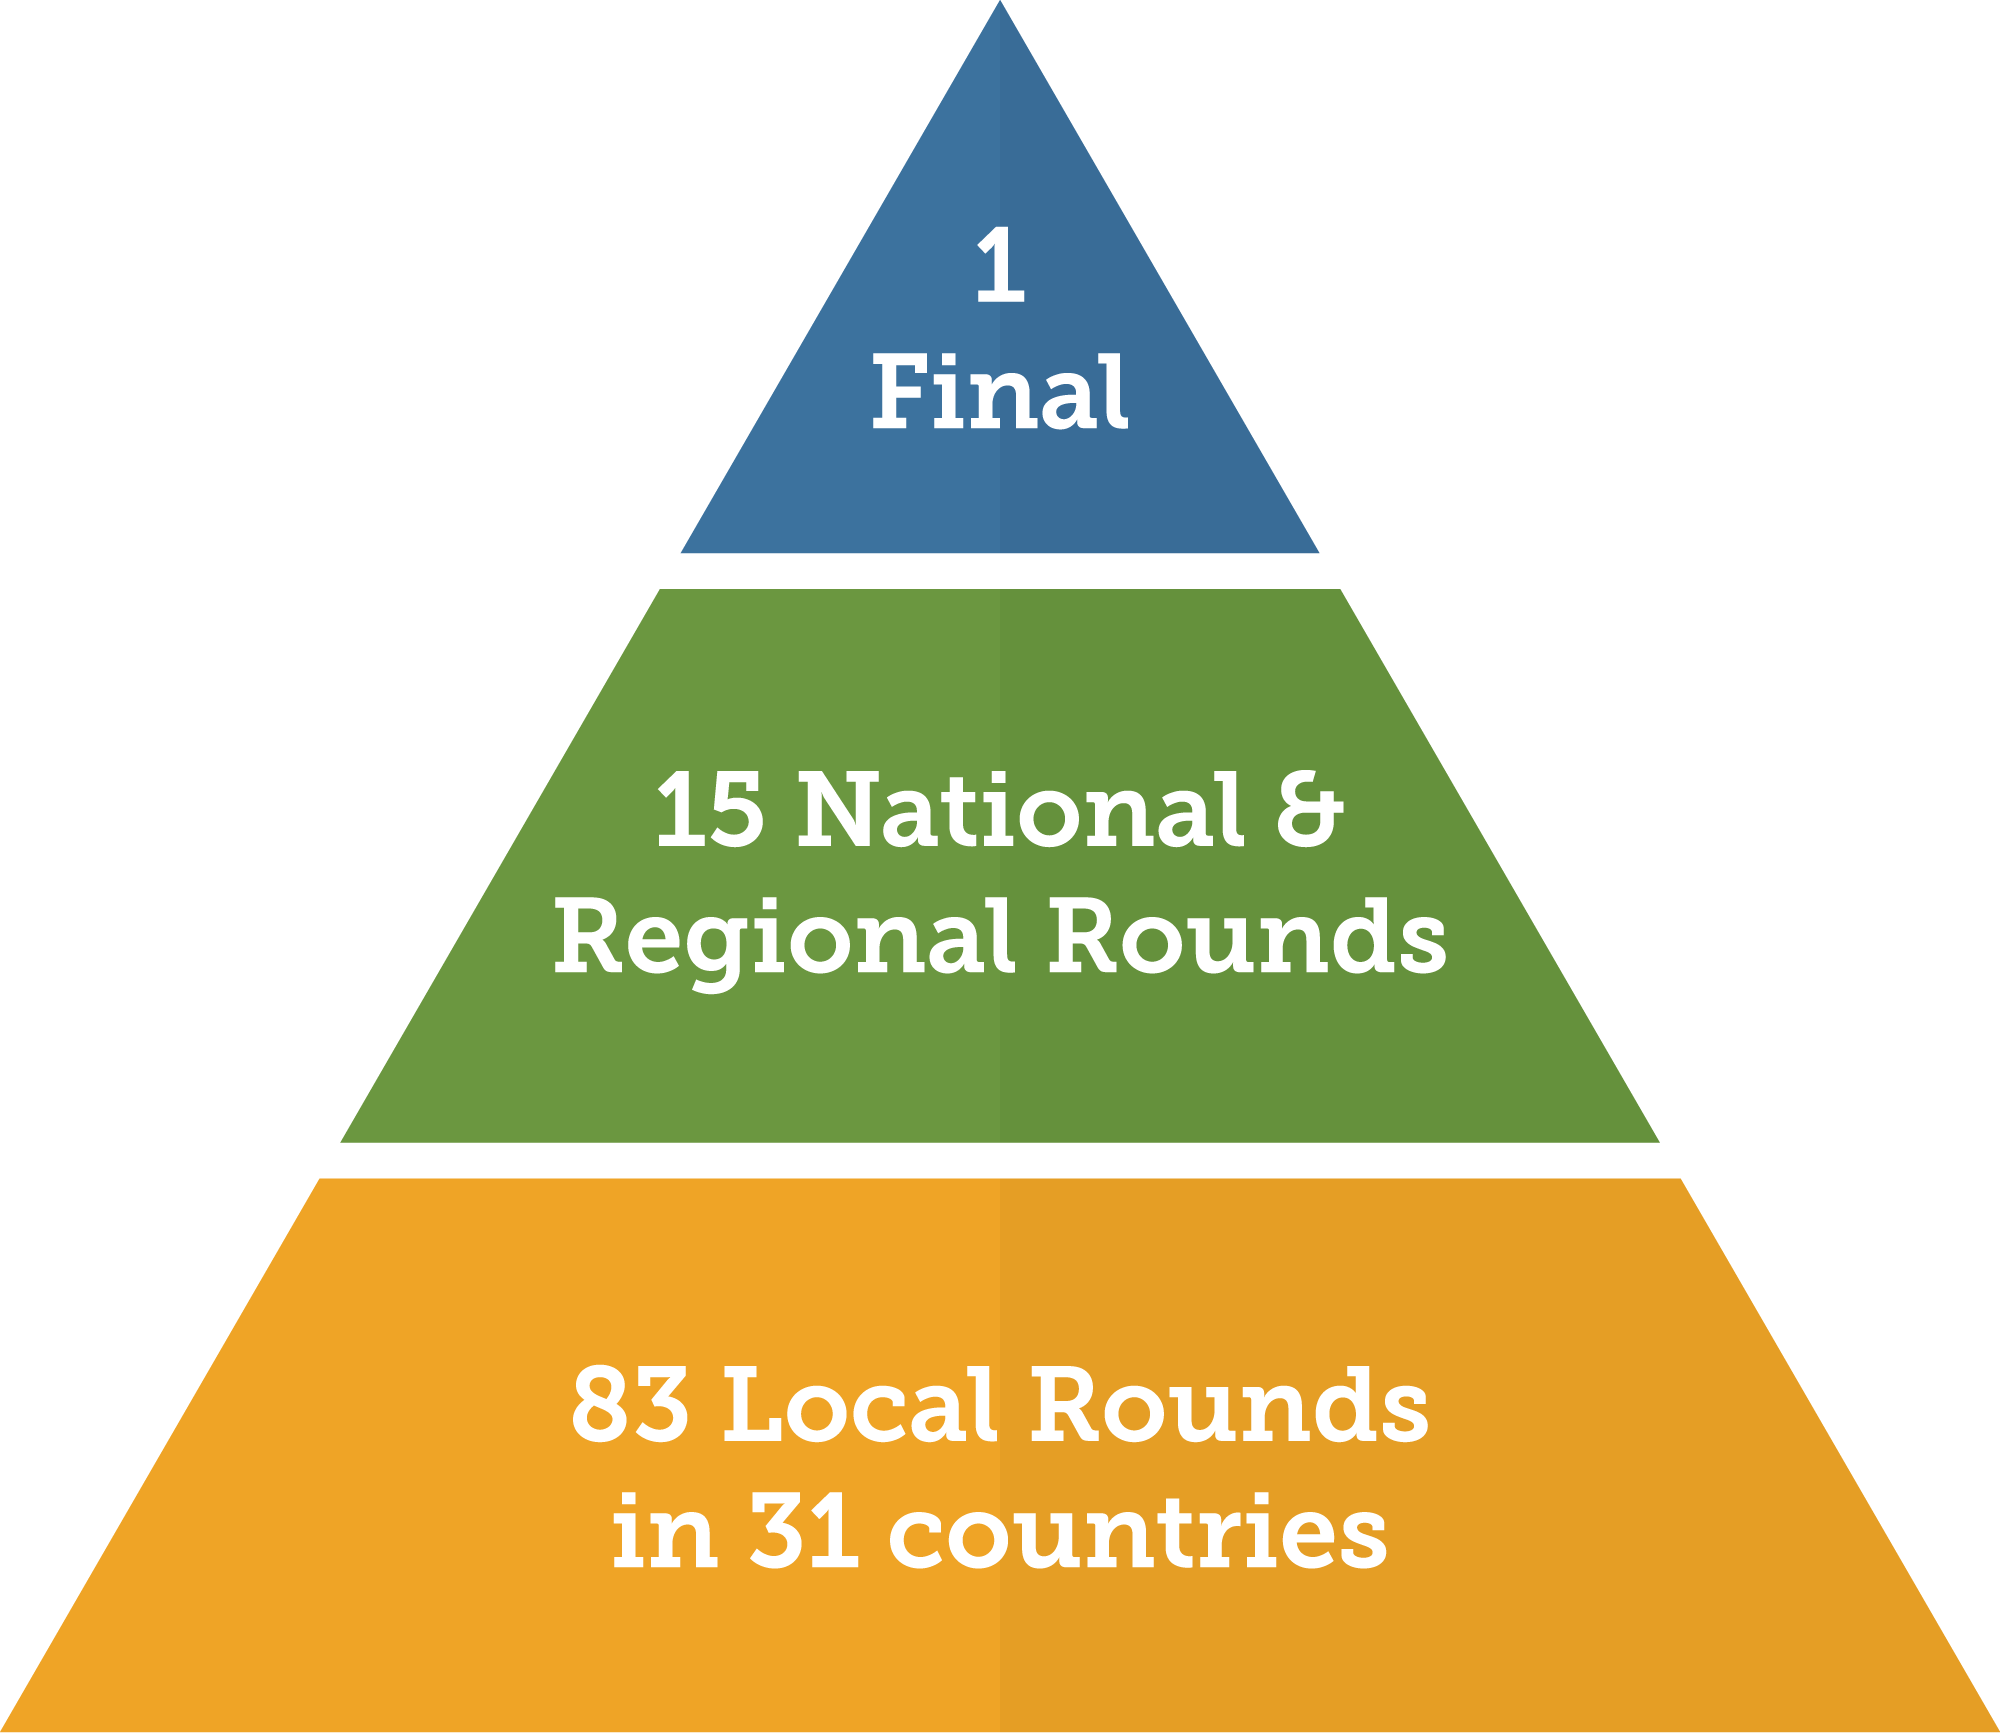 1
Final
15 National &
Regional Rounds
83 Local Rounds
in 31 countries